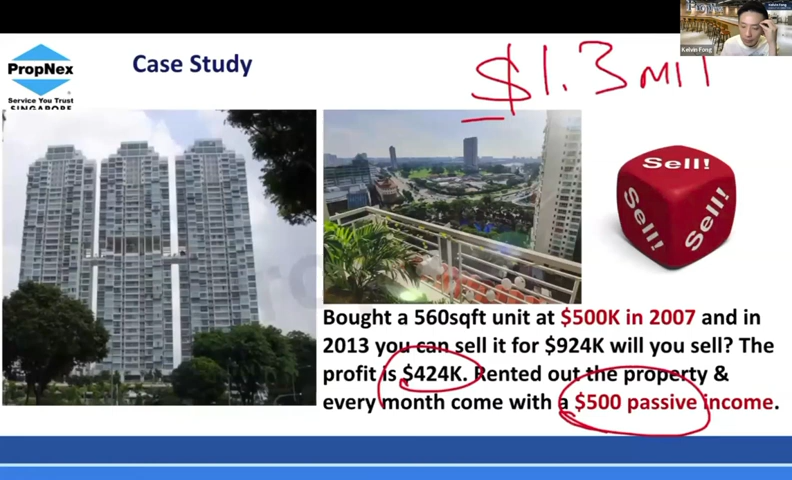 PropNex
Service You Trust
SINGAPORE
Case Study
$1.3 mil
Kelvin Fong
Sell!
Sell!
Sell!
Bought a 560sqft unit at $500K in 2007 and in
2013 you can sell it for $924K will you sell? The
profit is $424K. Rented out the property &
every month come with a $500 passive income.